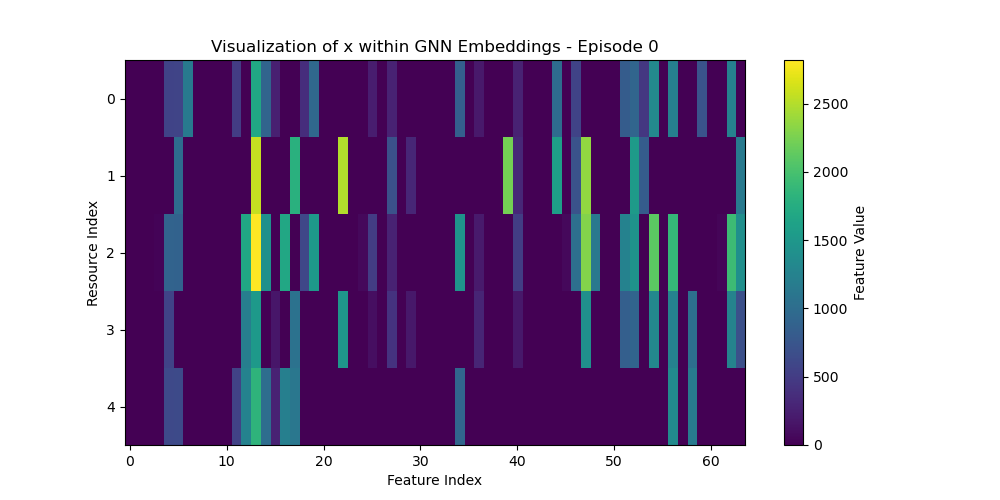 Visualization of x within GNN Embeddings - Episode 0
Resource Index
0
1
2
3
4
0 10 20 30 40 50 60
Feature Index
2500
2000
1500
1000
500
0
Feature Value